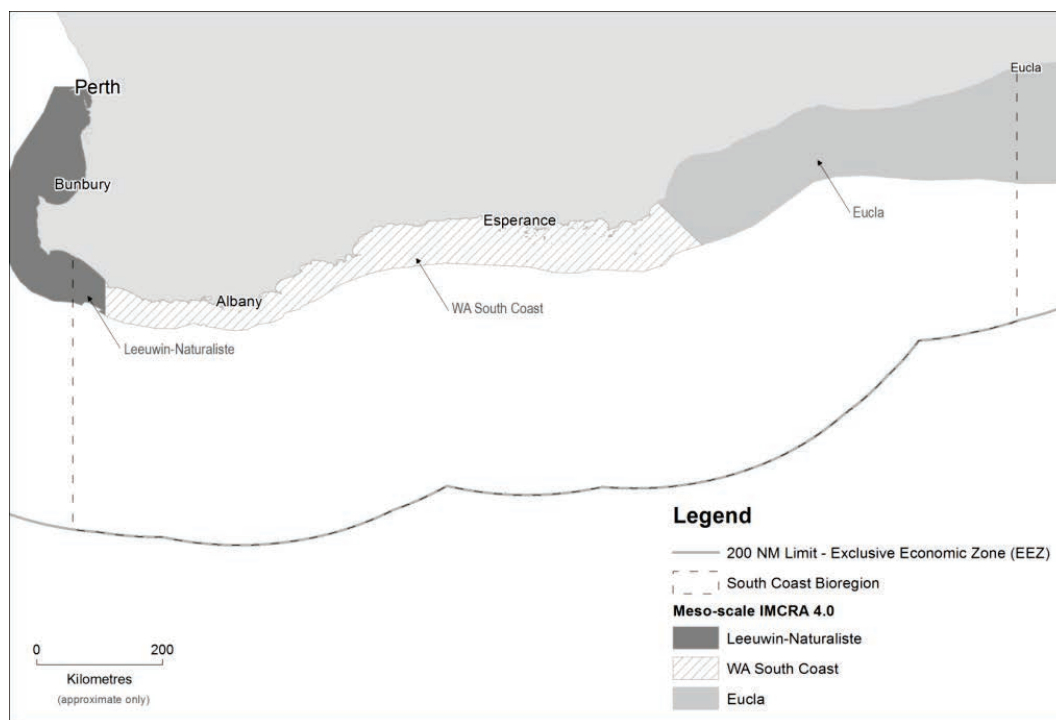 Eucla
Perth
Bunbury
Esperance
Eucla
Albany
WA South Coast
Leeuwin-Naturaliste
Legend
200 NM Limit - Exclusive Economic Zone (EEZ)
South Coast Bioregion
Meso-scale IMCRA 4.0
Leeuwin-Naturaliste
WA South Coast
Eucla
0 200
Kilometres
(approximate only)